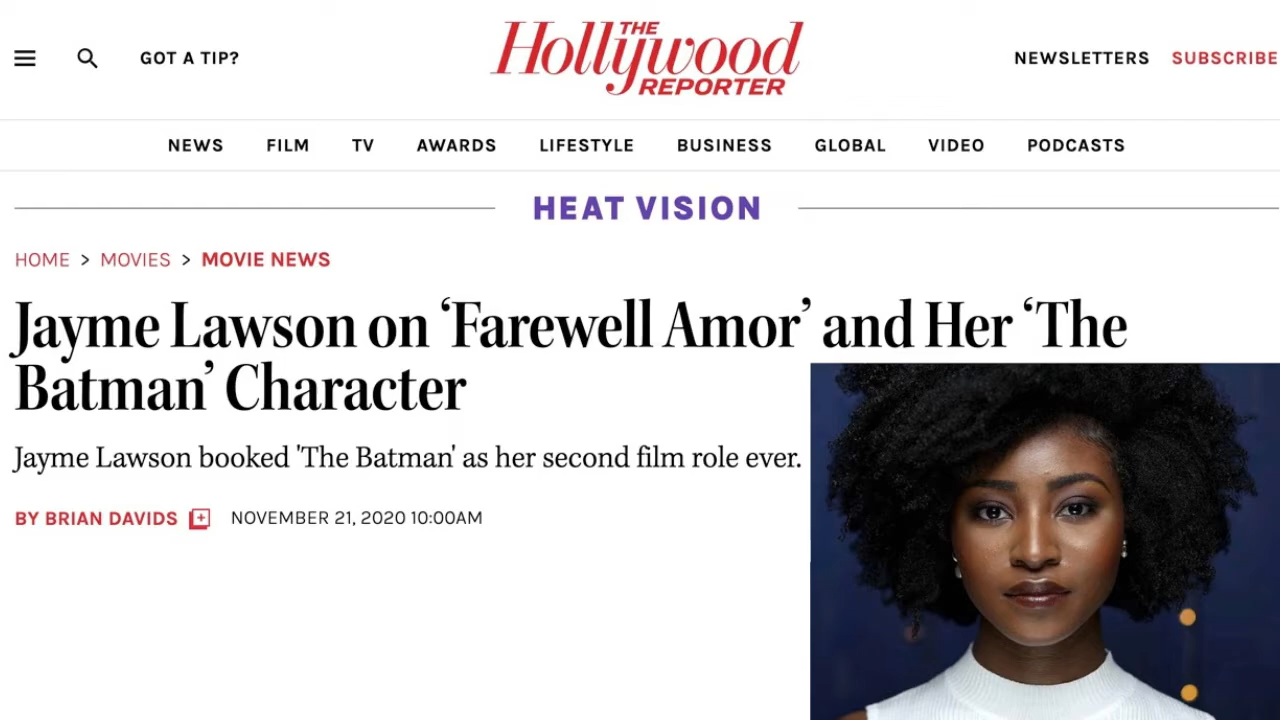 GOT A TIP?
THE
Hollywood
REPORTER
NEWSLETTERS
SUBSCRIBE
NEWS FILM TV AWARDS LIFESTYLE BUSINESS GLOBAL VIDEO PODCASTS
HEAT VISION
HOME > MOVIES > MOVIE NEWS
Jayme Lawson on ‘Farewell Amor’ and Her ‘The
Batman’ Character
Jayme Lawson booked 'The Batman' as her second film role ever.
BY BRIAN DAVIDS NOVEMBER 21, 2020 10:00AM